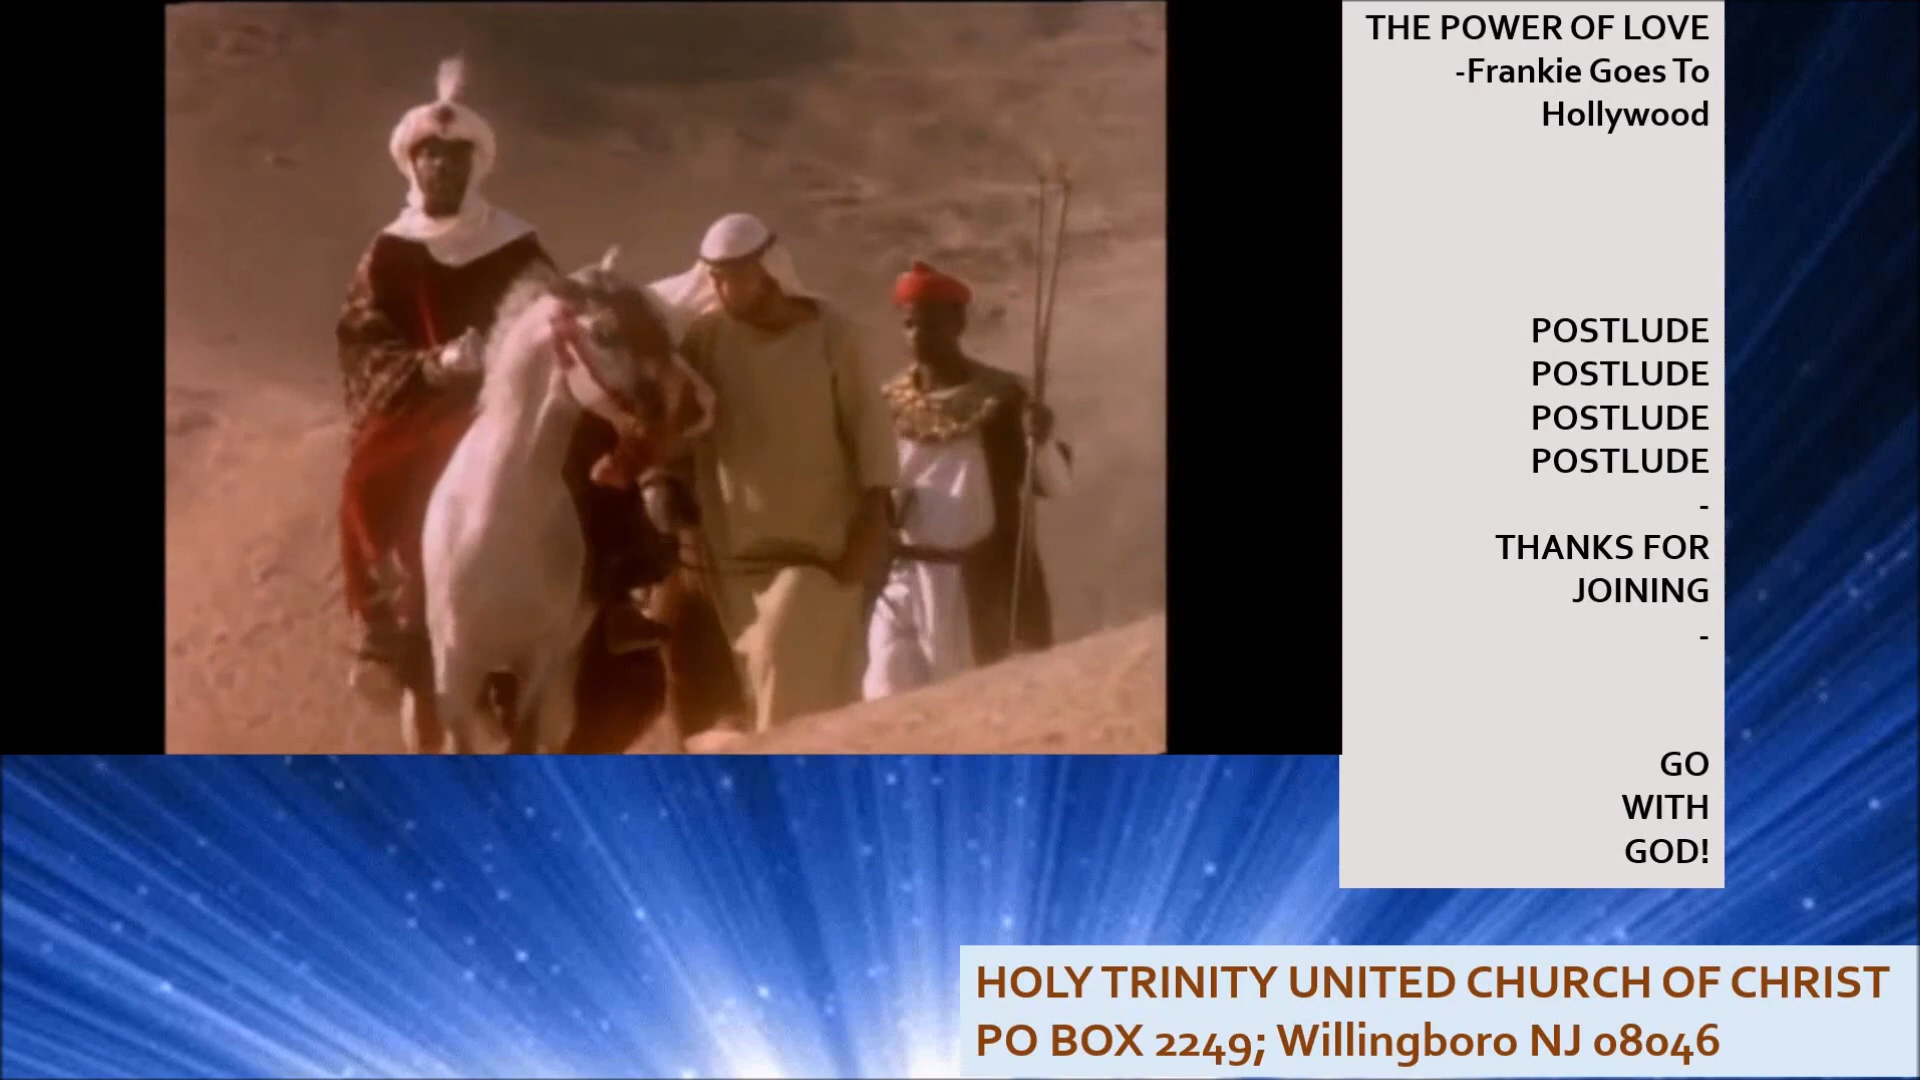 THE POWER OF LOVE
-Frankie Goes To
Hollywood
POSTLUDE
POSTLUDE
POSTLUDE
POSTLUDE
-
THANKS FOR
JOINING
-
GO
WITH
GOD!
HOLY TRINITY UNITED CHURCH OF CHRIST
PO BOX 2249; Willingboro NJ 08046